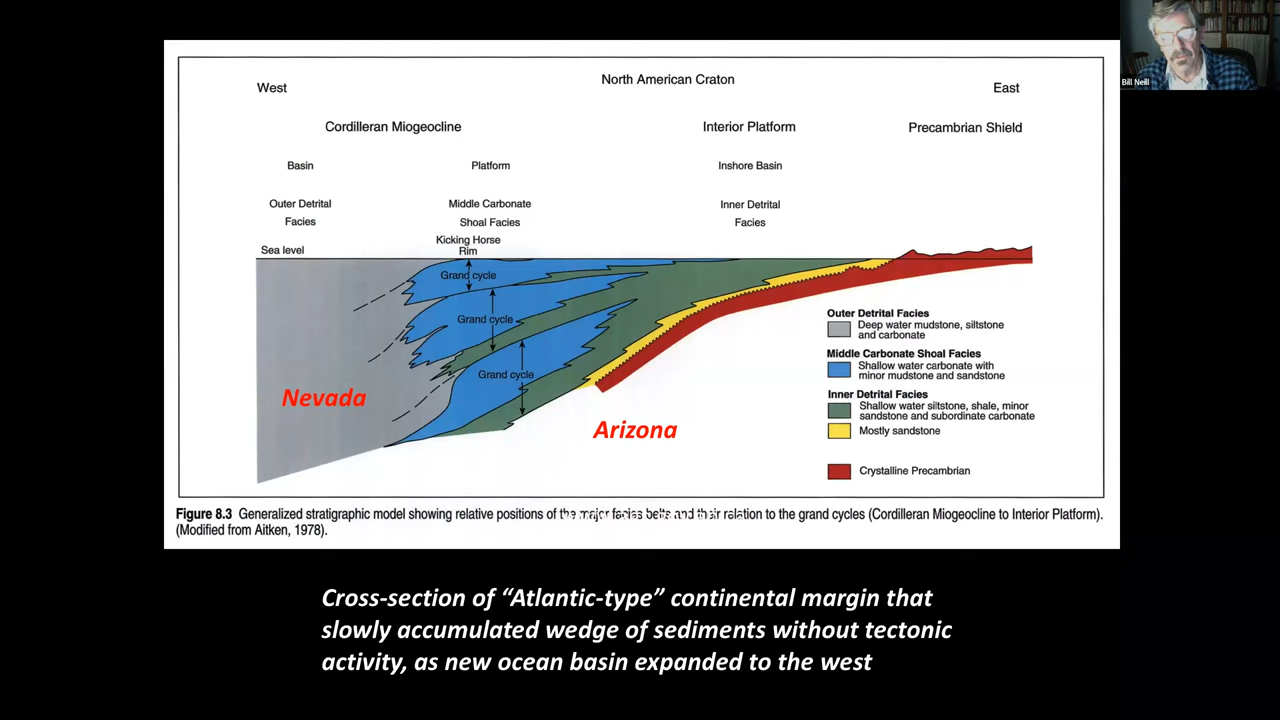 Bill Neill
North American Craton
West
East
Cordilleran Miogeocline
Interior Platform
Precambrian Shield
Basin
Platform
Inshore Basin
Outer Detrital
Facies
Middle Carbonate
Shoal Facies
Inner Detrital
Facies
Kicking Horse
Rim
Sea level
Grand cycle
Grand cycle
Grand cycle
Nevada
Arizona
Outer Detrital Facies
Deep water mudstone, siltstone
and carbonate
Middle Carbonate Shoal Facies
Shallow water carbonate with
minor mudstone and sandstone
Inner Detrital Facies
Shallow water siltstone, shale, minor
sandstone and subordinate carbonate
Mostly sandstone
Crystalline Precambrian
Figure 8.3 Generalized stratigraphic model showing relative positions of the major facies belts and their relation to the grand cycles (Cordilleran Miogeocline to Interior Platform).
(Modified from Aitken, 1978).
Cross-section of “Atlantic-type” continental margin that
slowly accumulated wedge of sediments without tectonic
activity, as new ocean basin expanded to the west